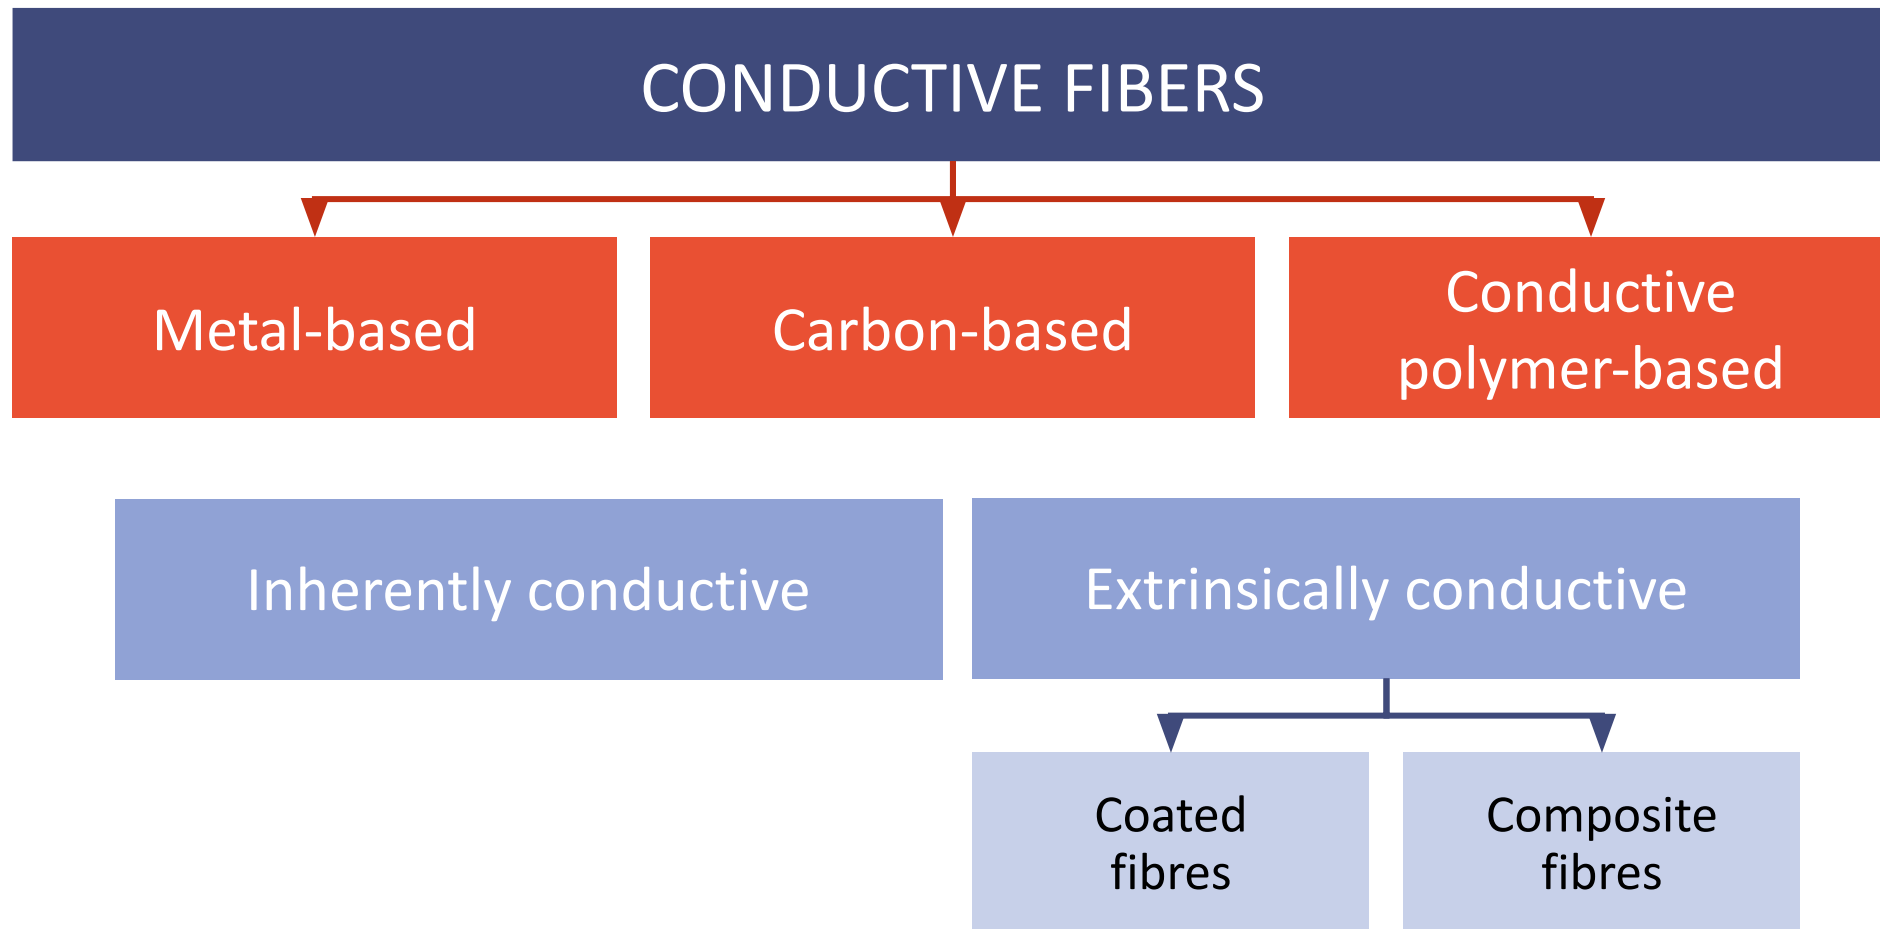 CONDUCTIVE FIBERS
Metal-based
Carbon-based
Conductive
polymer-based
Inherently conductive
Extrinsically conductive
Coated
fibres
Composite
fibres